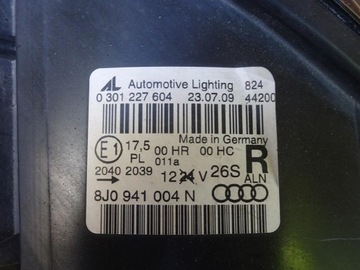 AL Automotive Lighting 824
0 301 227 604 23.07.09 44200
Made in Germany
E1 17,5 00 HR 00 HC R
PL 011a
2040 2039 12 24 V 26S ALN
8J0 941 004 N